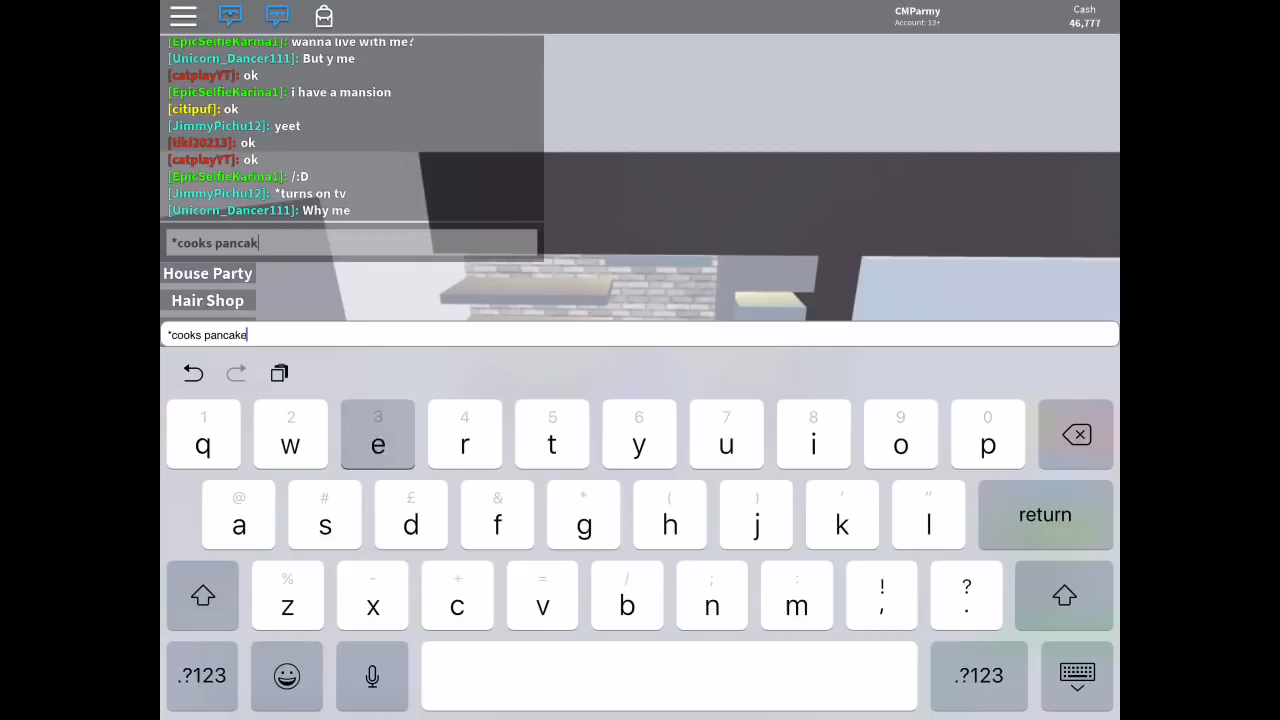 CMParmy
Account: 13+
Cash
46,777
[EpicSelfieKarina1]: wanna live with me?
[Unicorn_Dancer111]: But y me
[catplayYT]: ok
[EpicSelfieKarina1]: i have a mansion
[citipuf]: ok
[JimmyPichu12]: yeet
[tiki20213]: ok
[catplayYT]: ok
[EpicSelfieKarina1]: /:D
[JimmyPichu12]: *turns on tv
[Unicorn_Dancer111]: Why me
*cooks pancak
House Party
Hair Shop
*cooks pancake
1 2 3 4 5 6 7 8 9 0
q w e r t y u i o p
@ # £ & * ( ) ' "
a s d f g h j k l return
% - + = / ; : ! ?
z x c v b n m , .
.?123 .?123